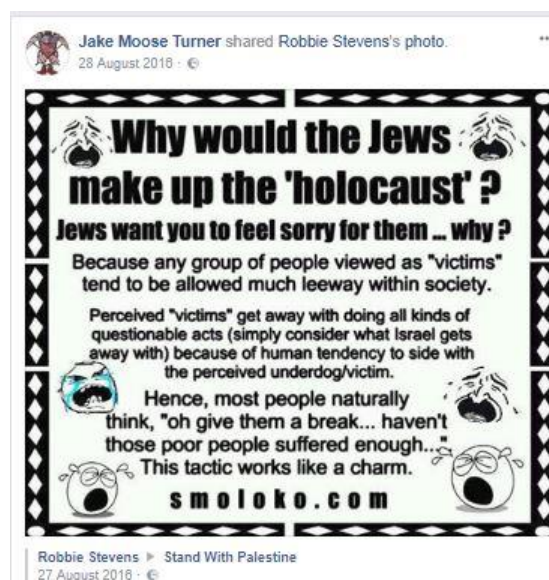 Jake Moose Turner shared Robbie Stevens's photo.
28 August 2016
Why would the Jews
make up the 'holocaust' ?
Jews want you to feel sorry for them ... why ?
Because any group of people viewed as "victims"
tend to be allowed much leeway within society.
Perceived "victims" get away with doing all kinds of
questionable acts (simply consider what Israel gets
away with) because of human tendency to side with
the perceived underdog/victim.
Hence, most people naturally
think, "oh give them a break... haven't
those poor people suffered enough..."
This tactic works like a charm.
smoloko.com
Robbie Stevens Stand With Palestine
27 August 2016